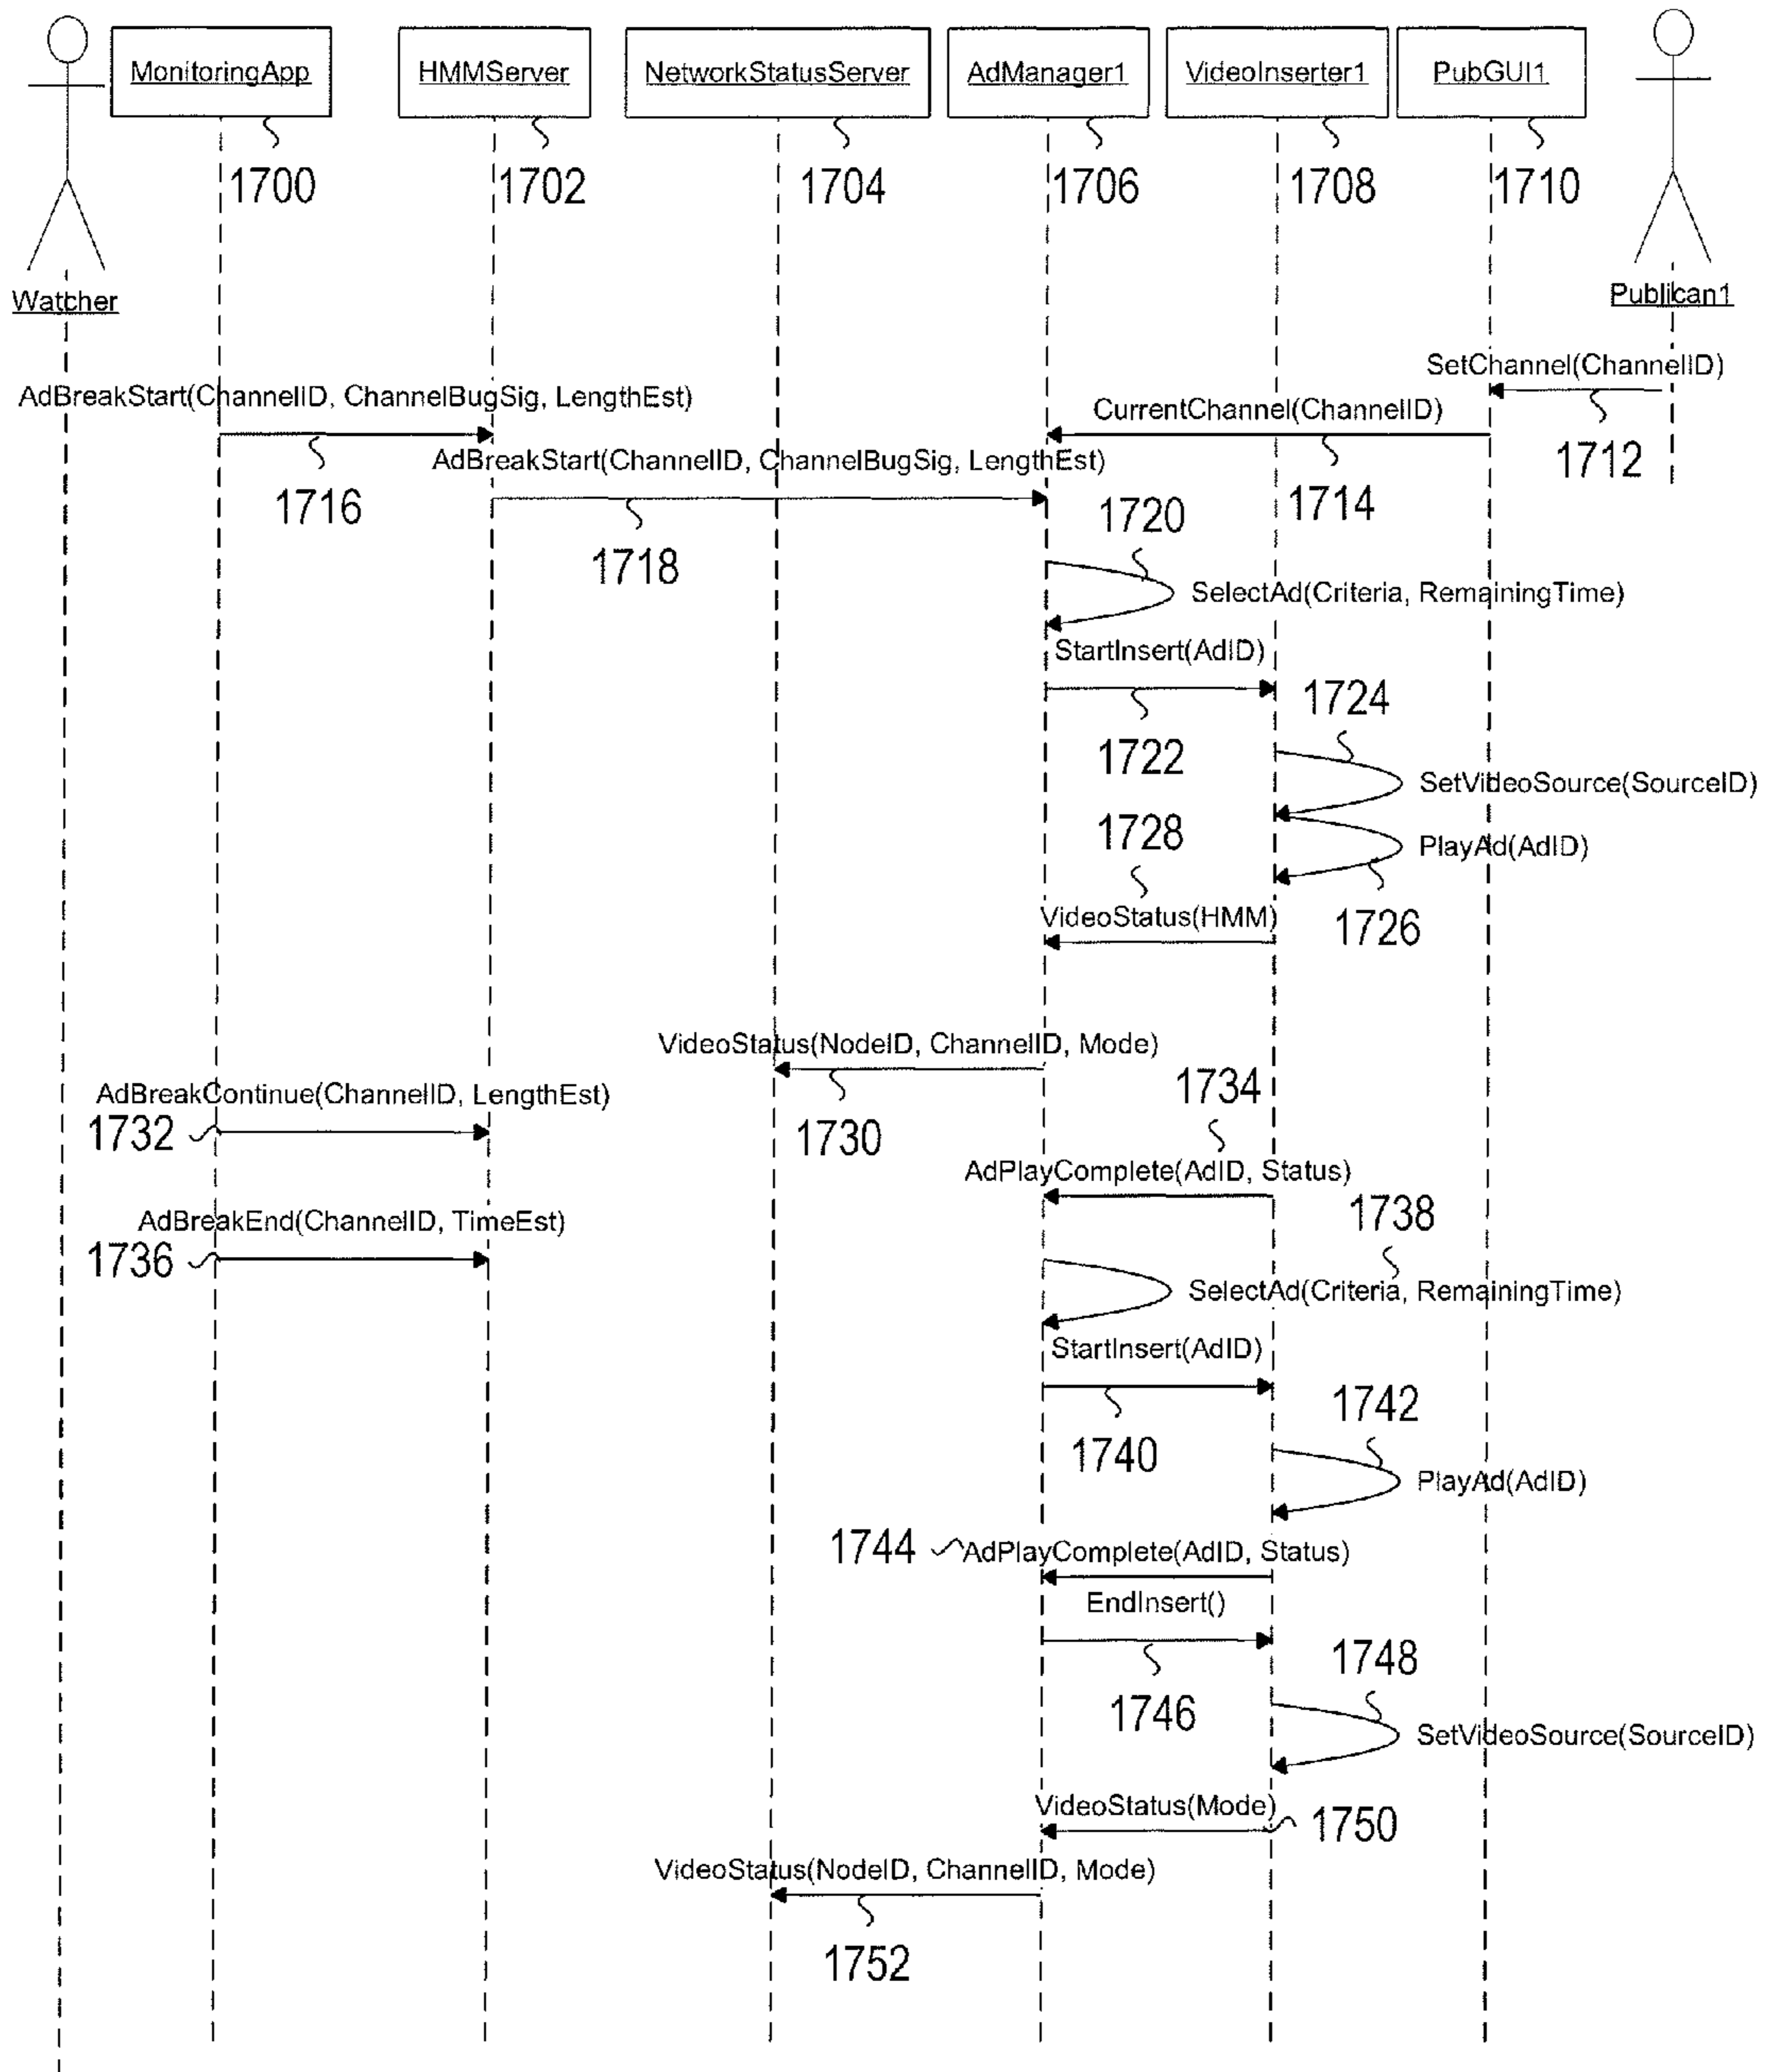 MonitoringApp
HMMServer
NetworkStatusServer
AdManager1
VideoInserter1
PubGUI1
1700
1702
1704
1706
1708
1710
Watcher
Publican1
SetChannel(ChannelID)
1712
AdBreakStart(ChannelID, ChannelBugSig, LengthEst)
CurrentChannel(ChannelID)
1716
1714
AdBreakStart(ChannelID, ChannelBugSig, LengthEst)
1718
1720
SelectAd(Criteria, RemainingTime)
StartInsert(AdID)
1722
1724
SetVideoSource(SourceID)
1728
PlayAd(AdID)
1726
VideoStatus(HMM)
VideoStatus(NodeID, ChannelID, Mode)
1730
AdBreakContinue(ChannelID, LengthEst)
1732
1734
AdPlayComplete(AdID, Status)
AdBreakEnd(ChannelID, TimeEst)
1736
1738
SelectAd(Criteria, RemainingTime)
StartInsert(AdID)
1740
1742
PlayAd(AdID)
1744
AdPlayComplete(AdID, Status)
EndInsert()
1746
1748
SetVideoSource(SourceID)
VideoStatus(Mode)
1750
VideoStatus(NodeID, ChannelID, Mode)
1752